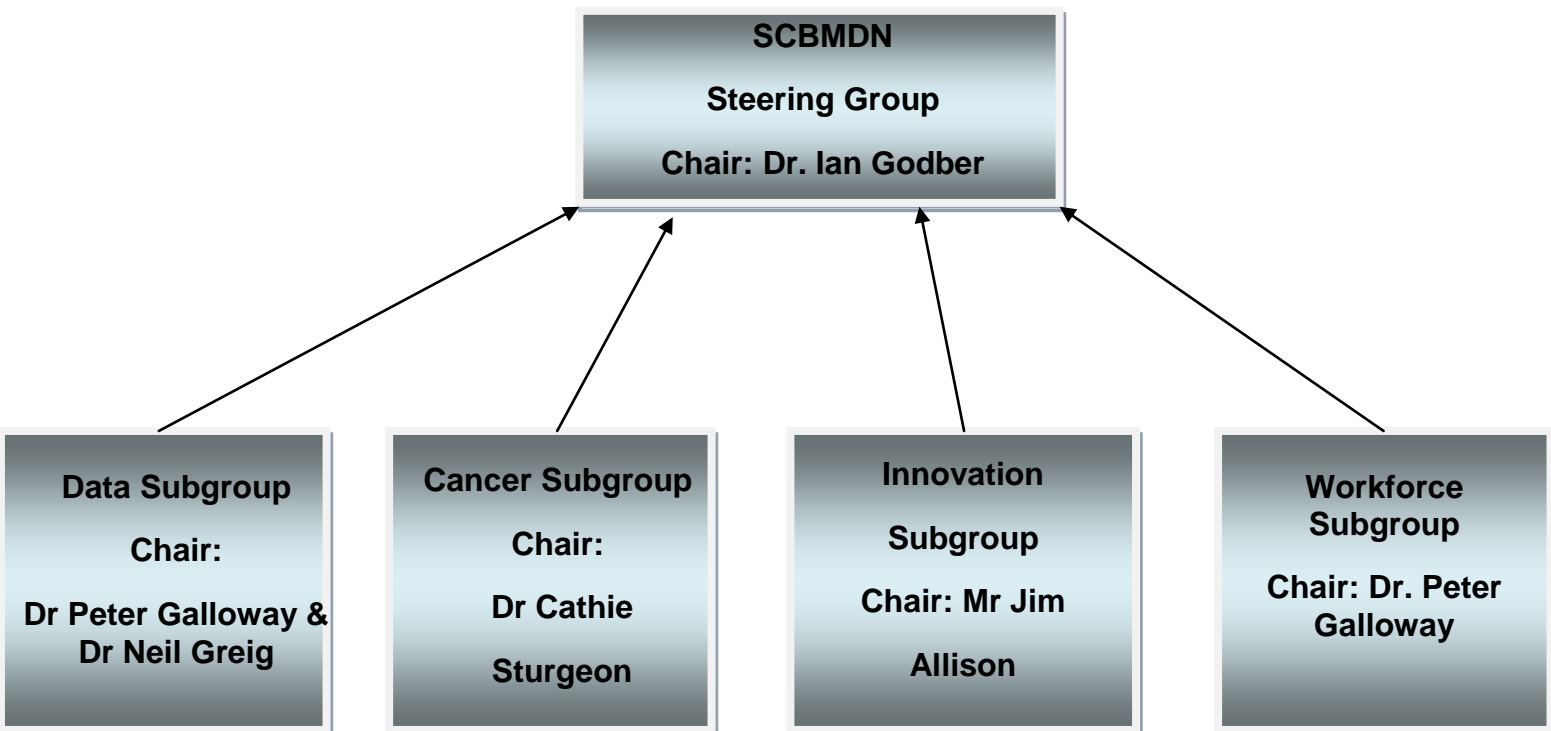 SCBMDN
Steering Group
Chair: Dr. Ian Godber
Data Subgroup
Chair:
Dr Peter Galloway &
Dr Neil Greig
Cancer Subgroup
Chair:
Dr Cathie
Sturgeon
Innovation
Subgroup
Chair: Mr Jim
Allison
Workforce
Subgroup
Chair: Dr. Peter
Galloway